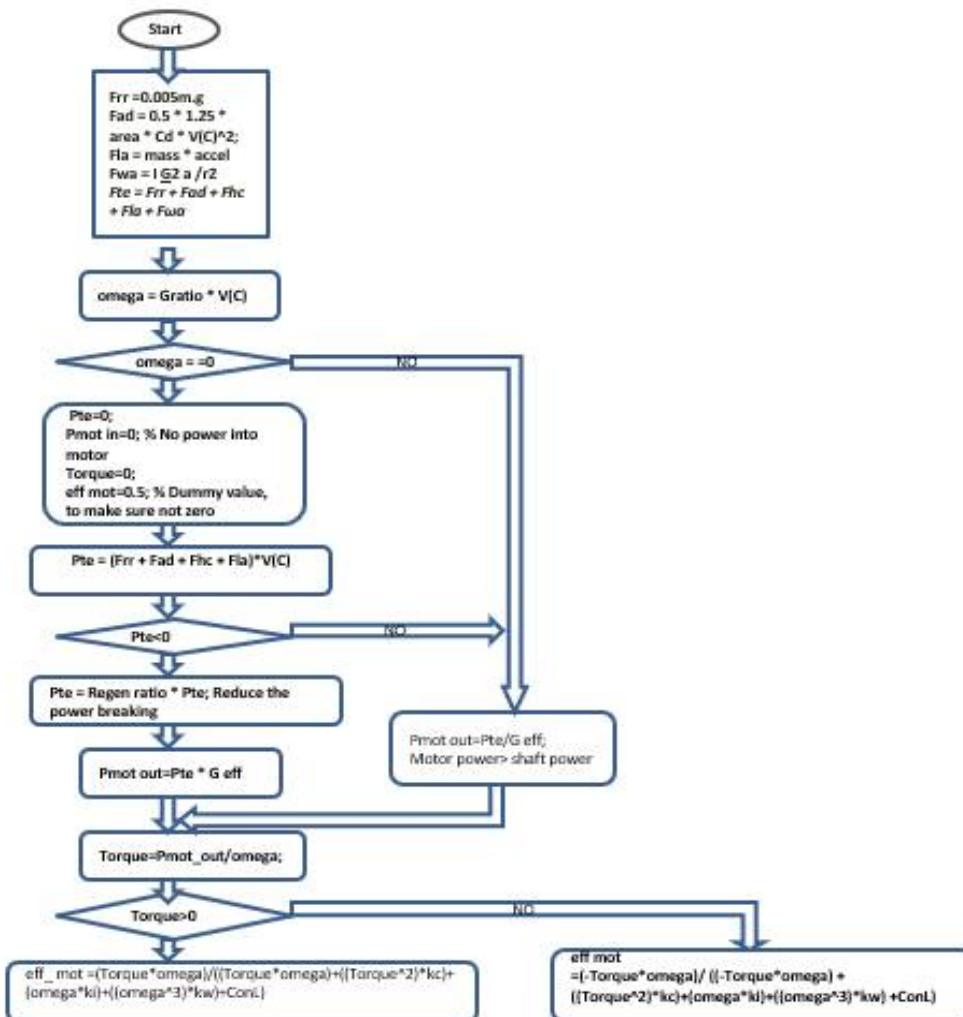 Start
Frr =0.005m.g
Fad = 0.5 * 1.25 *
area * Cd * V(C)^2;
Fla = mass * accel
Fwa = I G2 a /r2
Fte = Frr + Fad + Fhc
+ Fla + Fwa
omega = Gratio * V(C)
omega = =0
NO
Pte=0;
Pmot in=0; % No power into
motor
Torque=0;
eff mot=0.5; % Dummy value,
to make sure not zero
Pte = (Frr + Fad + Fhc + Fla)*V(C)
Pte<0
NO
Pte = Regen ratio * Pte; Reduce the
power breaking
Pmot out=Pte/G eff;
Motor power> shaft power
Pmot out=Pte * G eff
Torque=Pmot_out/omega;
Torque>0
NO
eff_ mot =(Torque*omega)/((Torque*omega)+((Torque^2)*kc)+
(omega*ki)+((omega^3)*kw)+ConL)
eff mot
=(-Torque*omega)/ ((-Torque*omega) +
((Torque^2)*kc)+(omega*ki)+((omega^3)*kw) +ConL)